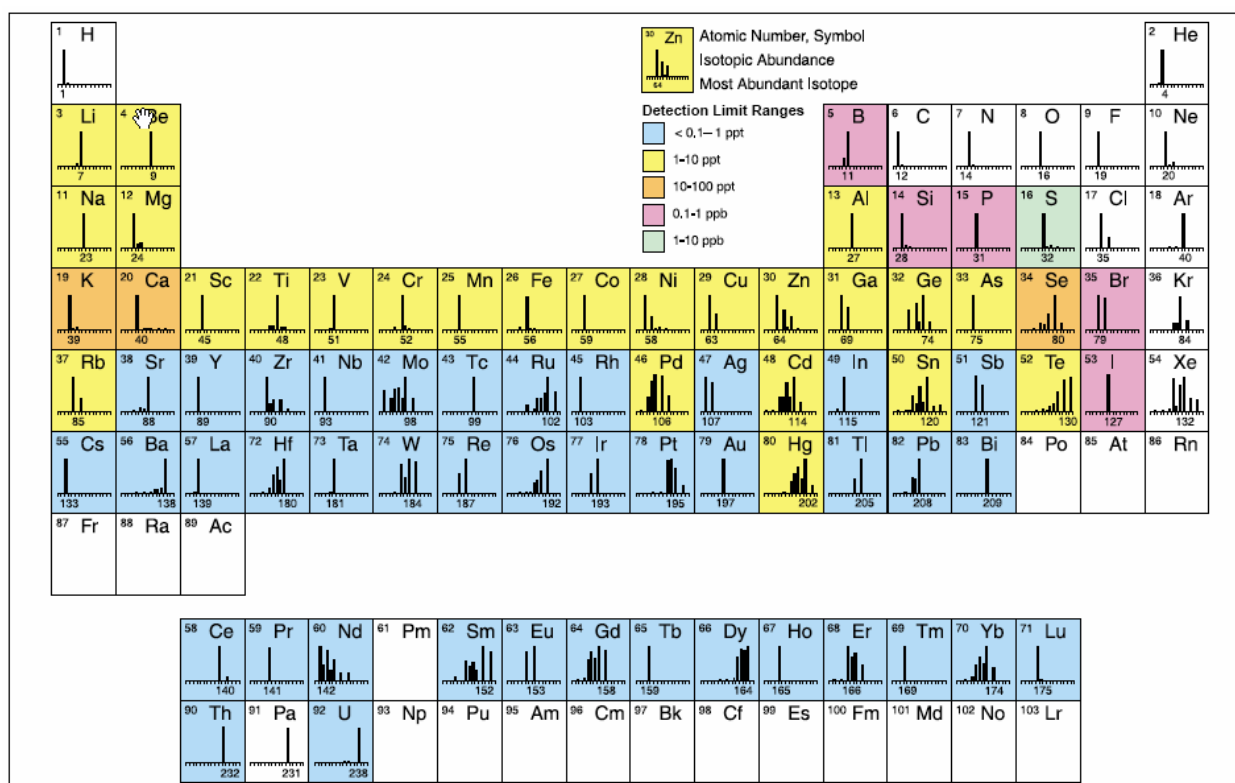 1 H
1
30 Zn
64
Atomic Number, Symbol
Isotopic Abundance
Most Abundant Isotope
2 He
4
3 Li 4 Be
7 9
Detection Limit Ranges
< 0.1–1 ppt
1-10 ppt
10-100 ppt
0.1-1 ppb
1-10 ppb
5 B 6 C 7 N 8 O 9 F 10 Ne
11 12 14 16 19 20
11 Na 12 Mg
23 24
13 Al 14 Si 15 P 16 S 17 Cl 18 Ar
27 28 31 32 35 40
19 K 20 Ca 21 Sc 22 Ti 23 V 24 Cr 25 Mn 26 Fe 27 Co 28 Ni 29 Cu 30 Zn 31 Ga 32 Ge 33 As 34 Se 35 Br 36 Kr
39 40 45 48 51 52 55 56 59 58 63 64 69 74 75 80 79 84
37 Rb 38 Sr 39 Y 40 Zr 41 Nb 42 Mo 43 Tc 44 Ru 45 Rh 46 Pd 47 Ag 48 Cd 49 In 50 Sn 51 Sb 52 Te 53 I 54 Xe
85 88 89 90 93 98 99 102 103 106 107 114 115 120 121 130 127 132
55 Cs 56 Ba 57 La 72 Hf 73 Ta 74 W 75 Re 76 Os 77 Ir 78 Pt 79 Au 80 Hg 81 Tl 82 Pb 83 Bi 84 Po 85 At 86 Rn
133 138 139 180 181 184 187 192 193 195 197 202 205 208 209
87 Fr 88 Ra 89 Ac
58 Ce 59 Pr 60 Nd 61 Pm 62 Sm 63 Eu 64 Gd 65 Tb 66 Dy 67 Ho 68 Er 69 Tm 70 Yb 71 Lu
140 141 142 152 153 158 159 164 165 166 169 174 175
90 Th 91 Pa 92 U 93 Np 94 Pu 95 Am 96 Cm 97 Bk 98 Cf 99 Es 100 Fm 101 Md 102 No 103 Lr
232 231 238